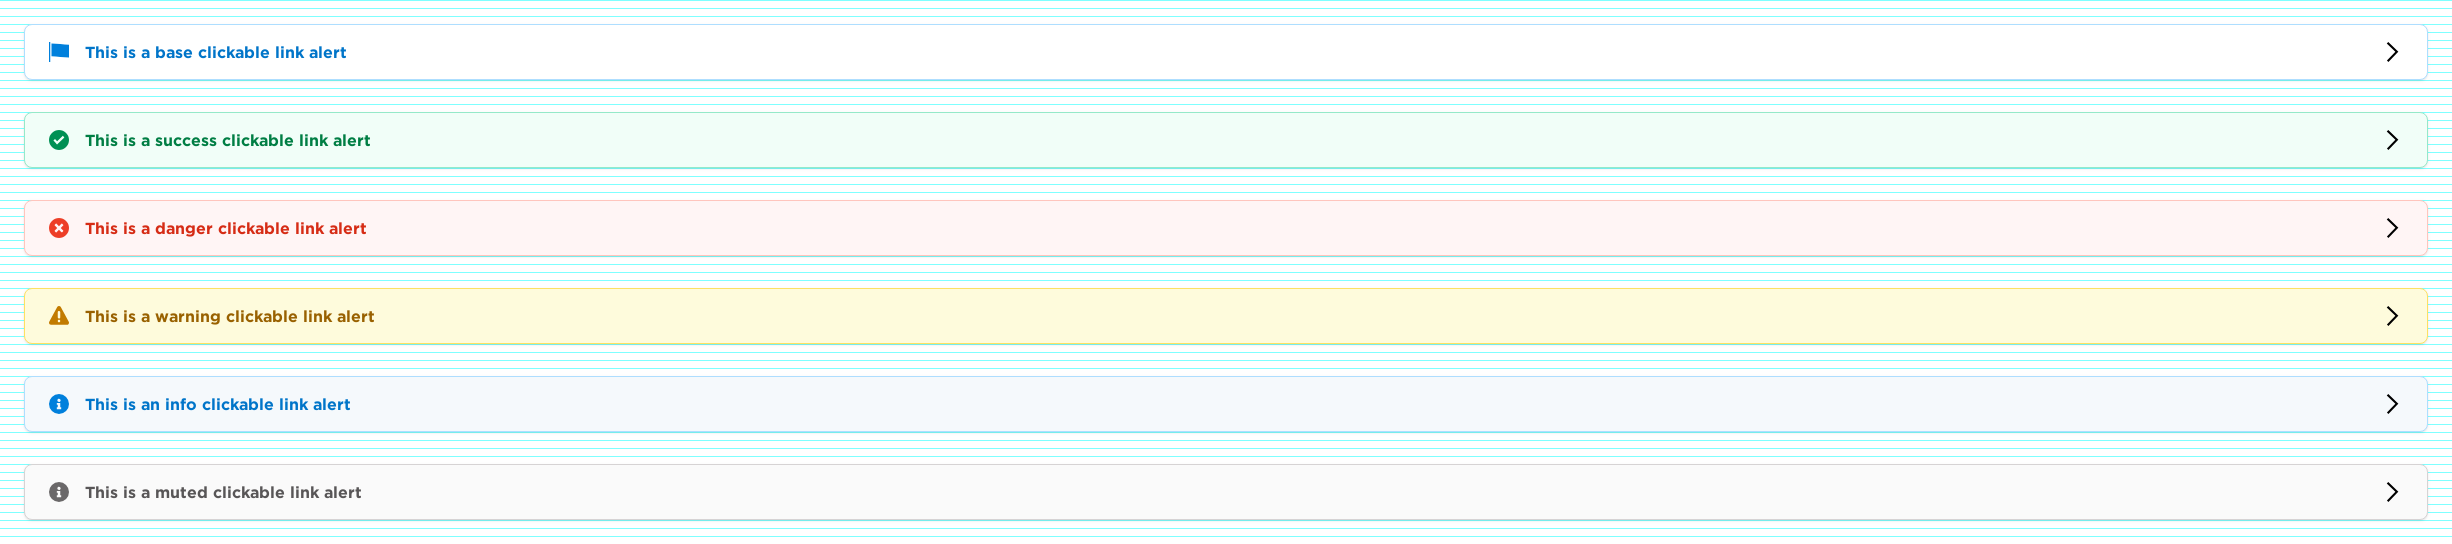 This is a base clickable link alert
This is a success clickable link alert
This is a danger clickable link alert
This is a warning clickable link alert
This is an info clickable link alert
This is a muted clickable link alert